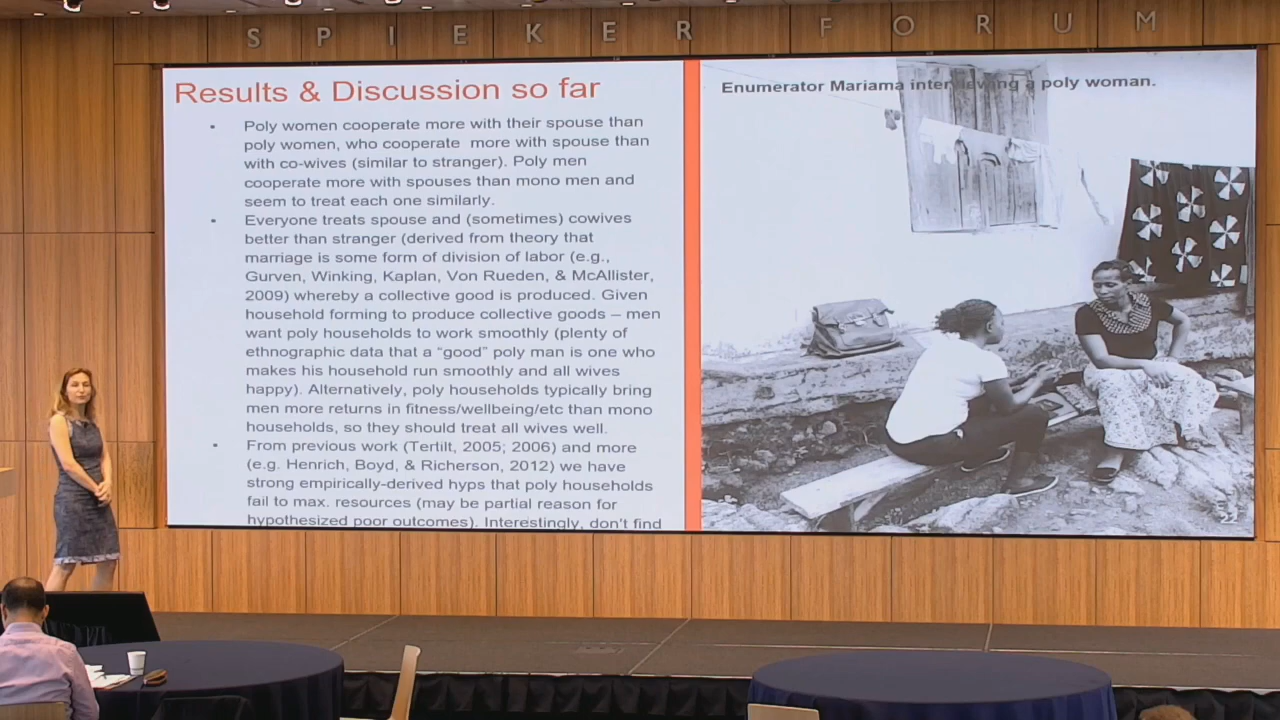 SPIEKER FORUM
Results & Discussion so far
▪ Poly women cooperate more with their spouse than
poly women, who cooperate more with spouse than
with co-wives (similar to stranger). Poly men
cooperate more with spouses than mono men and
seem to treat each one similarly.
▪ Everyone treats spouse and (sometimes) cowives
better than stranger (derived from theory that
marriage is some form of division of labor (e.g.,
Gurven, Winking, Kaplan, Von Rueden, & McAllister,
2009) whereby a collective good is produced. Given
household forming to produce collective goods – men
want poly households to work smoothly (plenty of
ethnographic data that a “good” poly man is one who
makes his household run smoothly and all wives
happy). Alternatively, poly households typically bring
men more returns in fitness/wellbeing/etc than mono
households, so they should treat all wives well.
▪ From previous work (Tertilt, 2005; 2006) and more
(e.g. Henrich, Boyd, & Richerson, 2012) we have
strong empirically-derived hyps that poly households
fail to max. resources (may be partial reason for
hypothesized poor outcomes). Interestingly, don't find
Enumerator Mariama interviewing a poly woman.
22